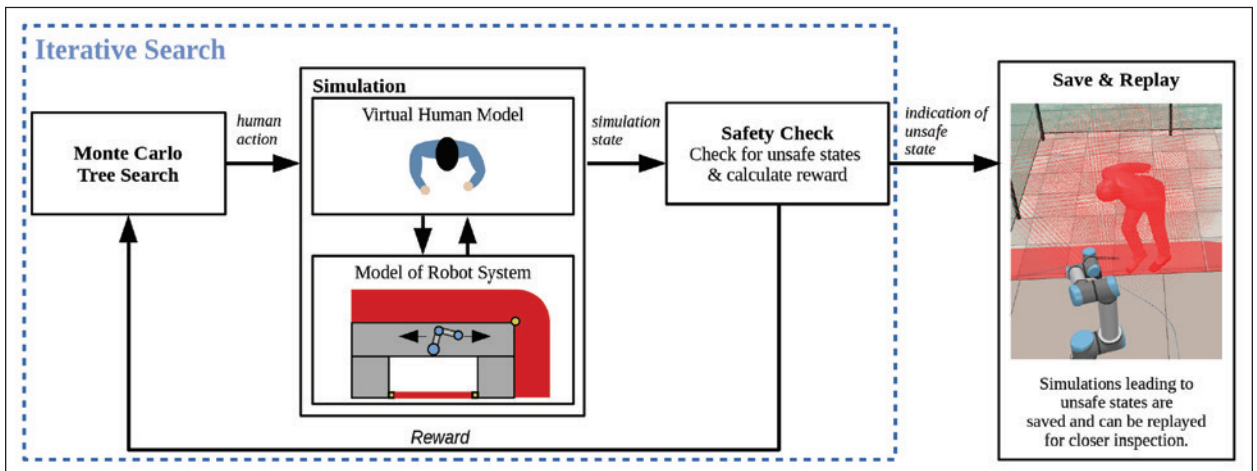 Iterative Search
Monte Carlo
Tree Search
human
action
Simulation
Virtual Human Model
Model of Robot System
simulation
state
Safety Check
Check for unsafe states
& calculate reward
indication of
unsafe
state
Reward
Save & Replay
Simulations leading to
unsafe states are
saved and can be replayed
for closer inspection.